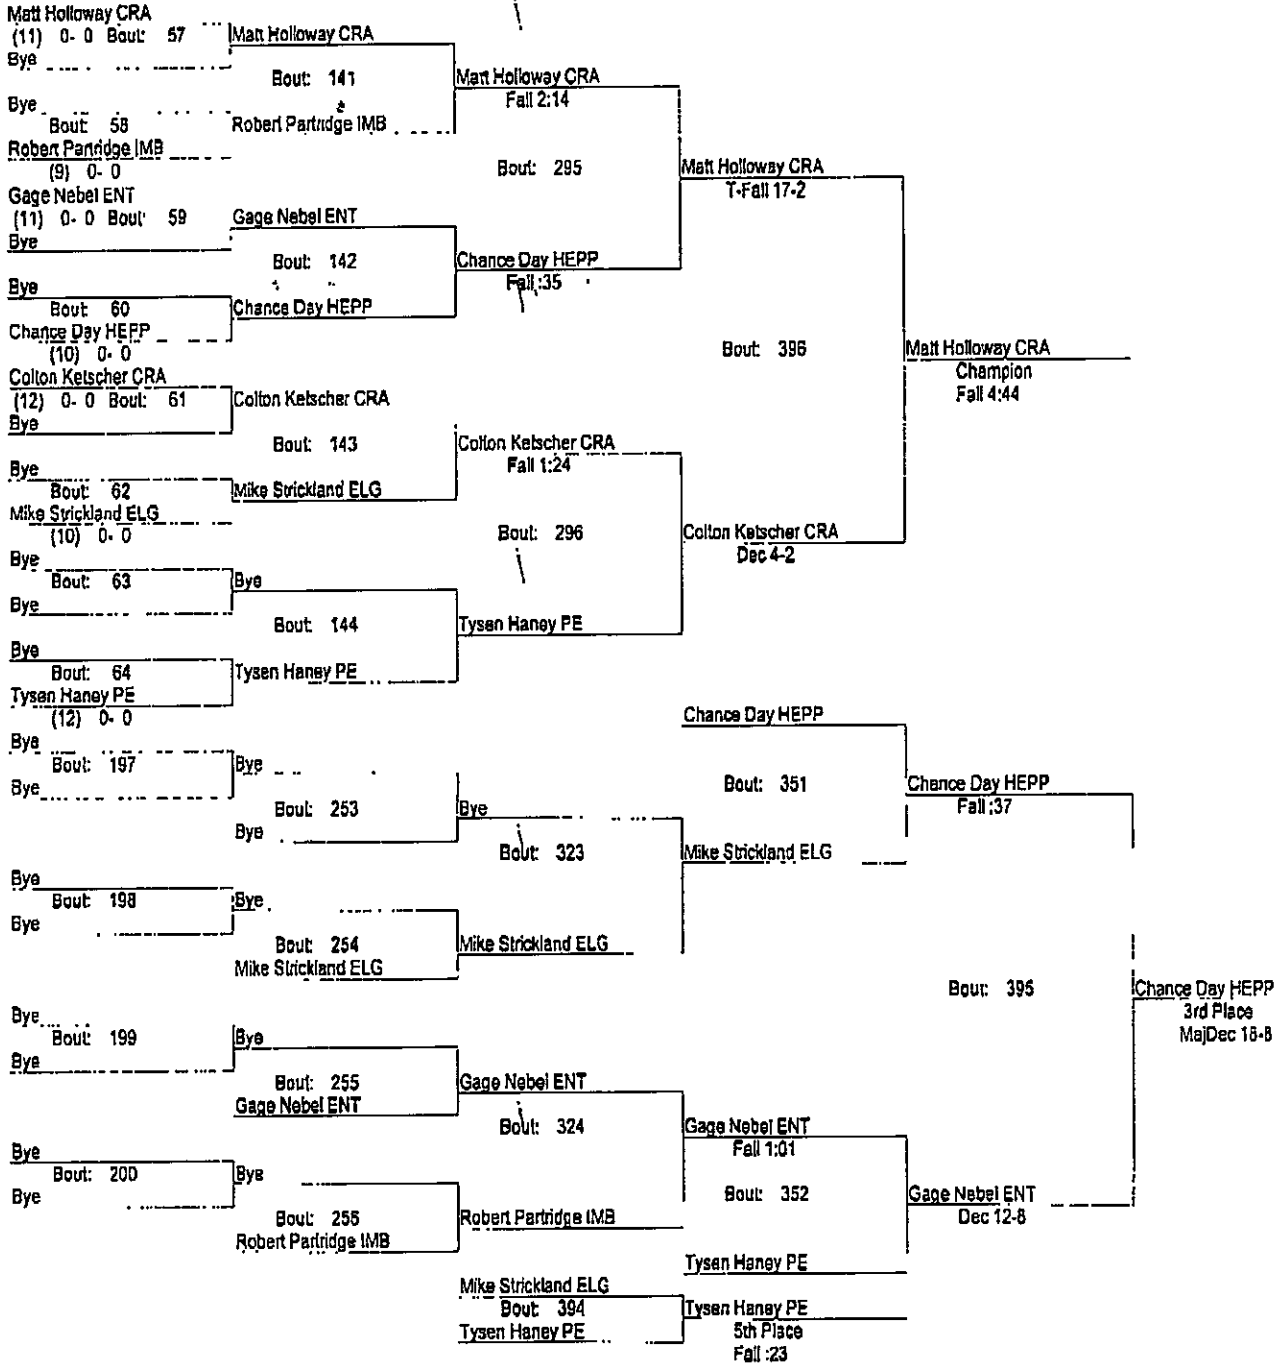 Matt Holloway CRA
(11) 0- 0 Bout: 57
Bye
Bye
Bout: 58
Robert Partridge IMB
(9) 0- 0
Gage Nebel ENT
(11) 0- 0 Bout: 59
Bye
Bye
Bout: 60
Chance Day HEPP
(10) 0- 0
Colton Ketscher CRA
(12) 0- 0 Bout: 61
Bye
Bye
Bout: 62
Mike Strickland ELG
(10) 0- 0
Bye
Bout: 63
Bye
Bye
Bout: 64
Tysen Haney PE
(12) 0- 0
Bye
Bout: 197
Bye
Bye
Bout: 198
Bye
Bye
Bout: 199
Bye
Bye
Bout: 200
Bye
Matt Holloway CRA
Bout: 141
Robert Partridge IMB
Gage Nebel ENT
Bout: 142
Chance Day HEPP
Colton Ketscher CRA
Bout: 143
Mike Strickland ELG
Bye
Bout: 144
Tysen Haney PE
Bye
Bout: 253
Bye
Bye
Bout: 254
Mike Strickland ELG
Bye
Bout: 255
Gage Nebel ENT
Bye
Bout: 256
Robert Partridge IMB
Matt Holloway CRA
Fall 2:14
Bout: 295
Chance Day HEPP
Fall :35
Colton Ketscher CRA
Fall 1:24
Bout: 296
Tysen Haney PE
Bye
Bout: 323
Mike Strickland ELG
Gage Nebel ENT
Bout: 324
Robert Partridge IMB
Mike Strickland ELG
Bout: 394
Tysen Haney PE
Matt Holloway CRA
T-Fall 17-2
Bout: 396
Colton Ketscher CRA
Dec 4-2
Chance Day HEPP
Bout: 351
Mike Strickland ELG
Gage Nebel ENT
Fall 1:01
Bout: 352
Tysen Haney PE
Tysen Haney PE
5th Place
Fall :23
Matt Holloway CRA
Champion
Fall 4:44
Chance Day HEPP
Fall :37
Bout: 395
Gage Nebel ENT
Dec 12-8
Chance Day HEPP
3rd Place
MajDec 18-8